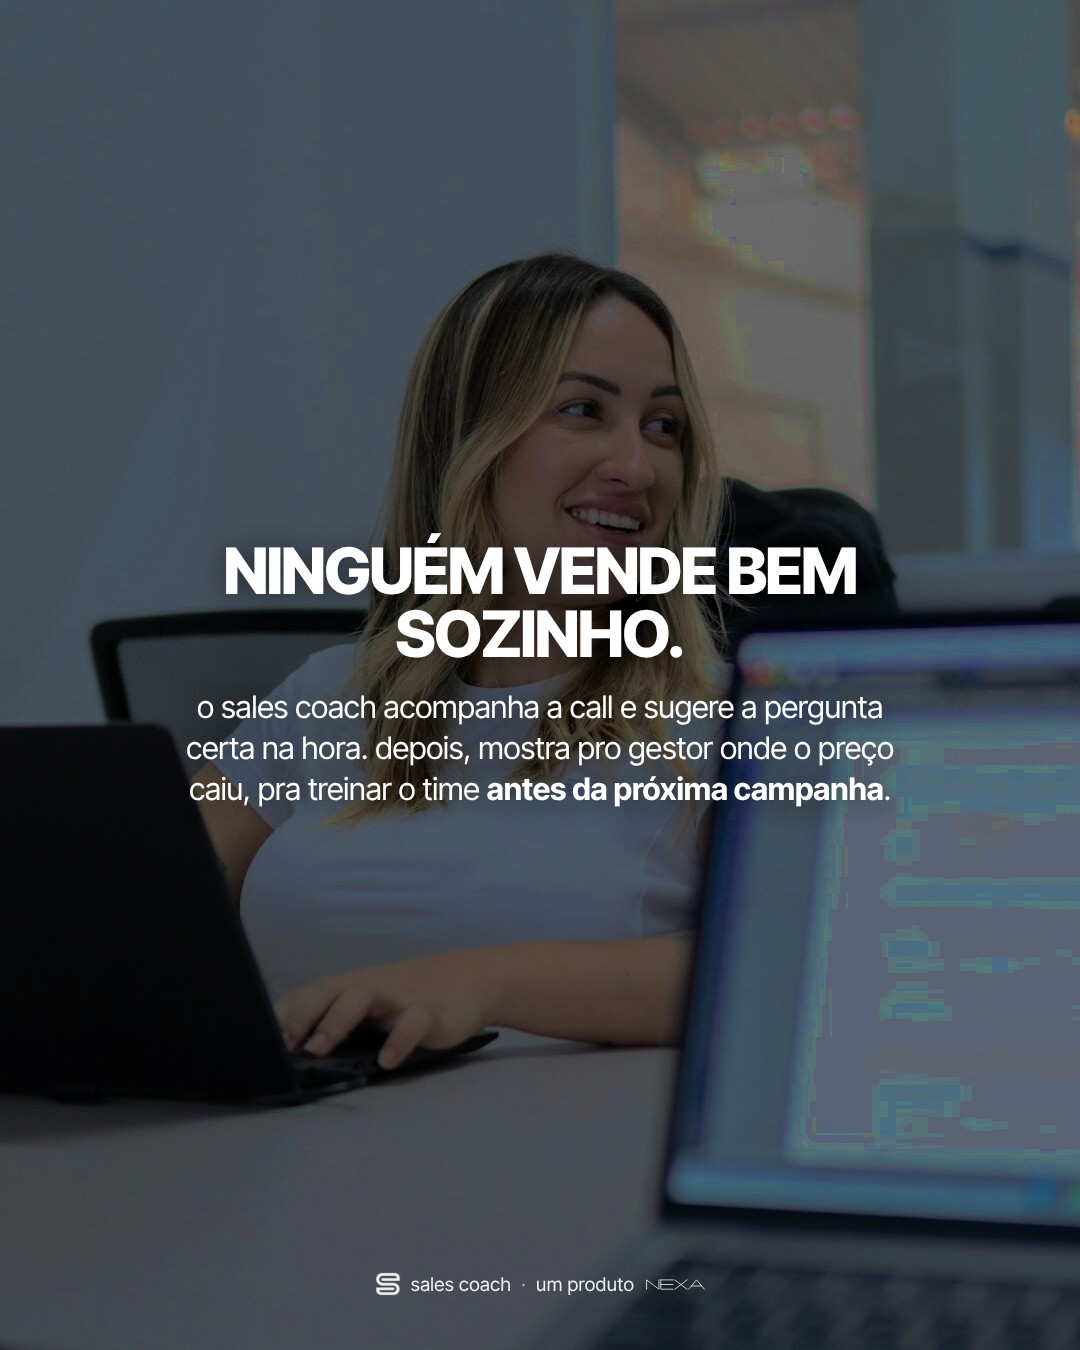 NINGUÉM VENDE BEM
SOZINHO.
o sales coach acompanha a call e sugere a pergunta
certa na hora. depois, mostra pro gestor onde o preço
caiu, pra treinar o time antes da próxima campanha.
sales coach · um produto NEXA